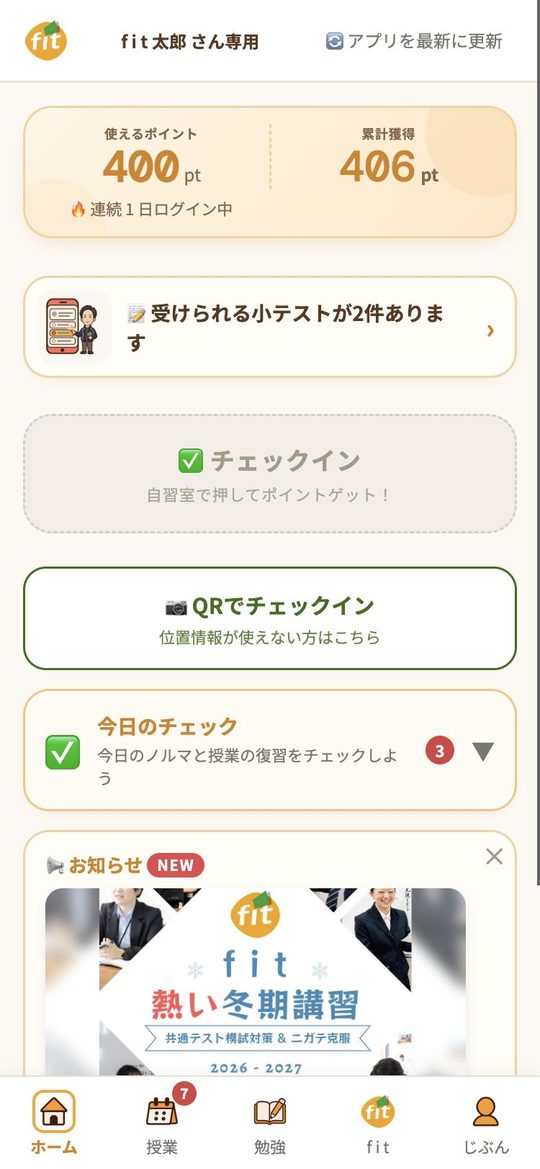 fit
fit太郎 さん専用
🔄 アプリを最新に更新
使えるポイント
400 pt
🔥 連続1日ログイン中
累計獲得
406 pt
📝 受けられる小テストが2件ありま
す
›
✅ チェックイン
自習室で押してポイントゲット！
📷 QRでチェックイン
位置情報が使えない方はこちら
今日のチェック
今日のノルマと授業の復習をチェックしよ
う
3
▼
📢 お知らせ NEW
fit
fit
熱い冬期講習
共通テスト模試対策 & ニガテ克服
2026 - 2027
ホーム
7
授業
勉強
fit
fit
じぶん